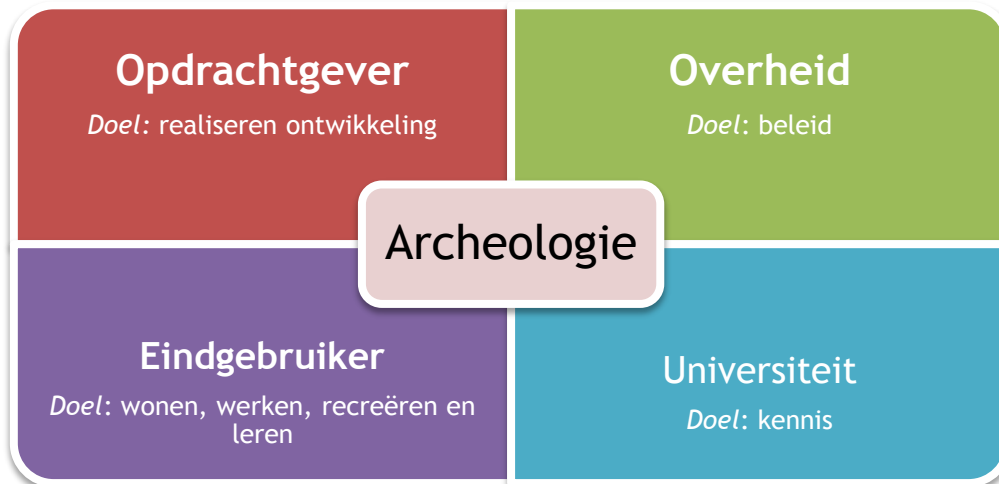 Opdrachtgever
Doel: realiseren ontwikkeling
Overheid
Doel: beleid
Archeologie
Eindgebruiker
Doel: wonen, werken, recreëren en
leren
Universiteit
Doel: kennis